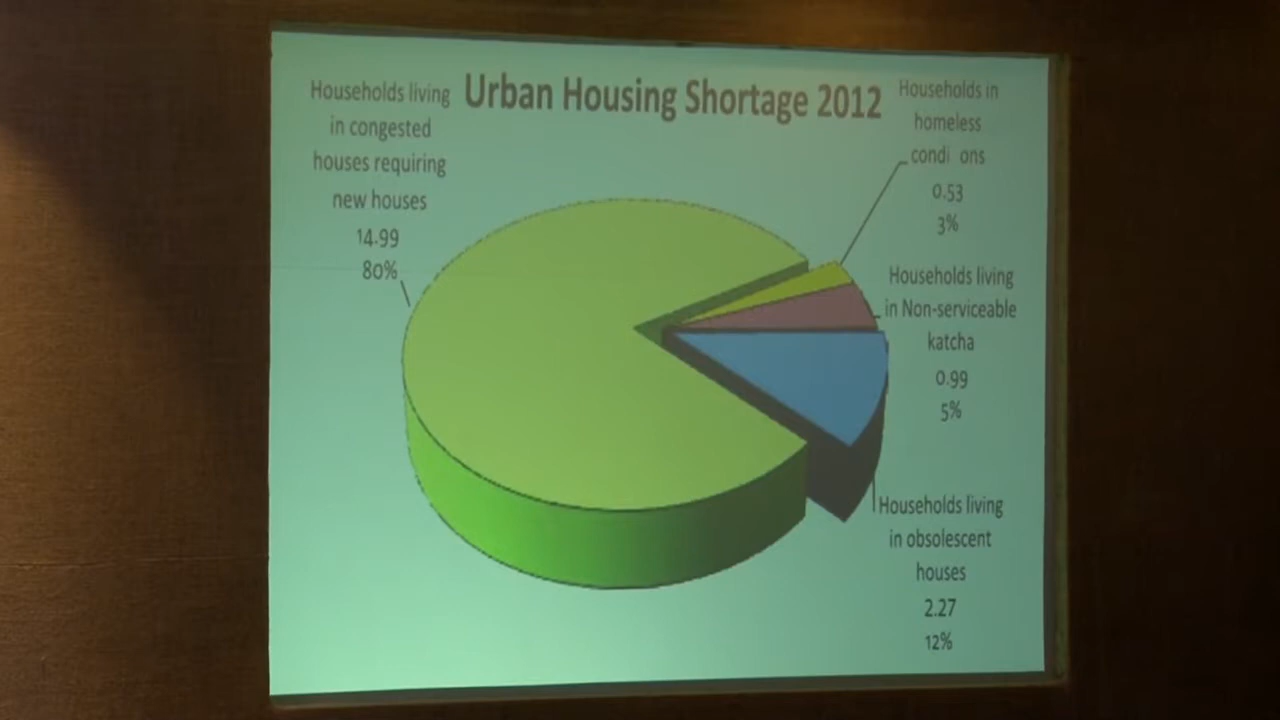 Urban Housing Shortage 2012
Households living
in congested
houses requiring
new houses
14.99
80%
Households in
homeless
condi ons
0.53
3%
Households living
in Non-serviceable
katcha
0.99
5%
Households living
in obsolescent
houses
2.27
12%